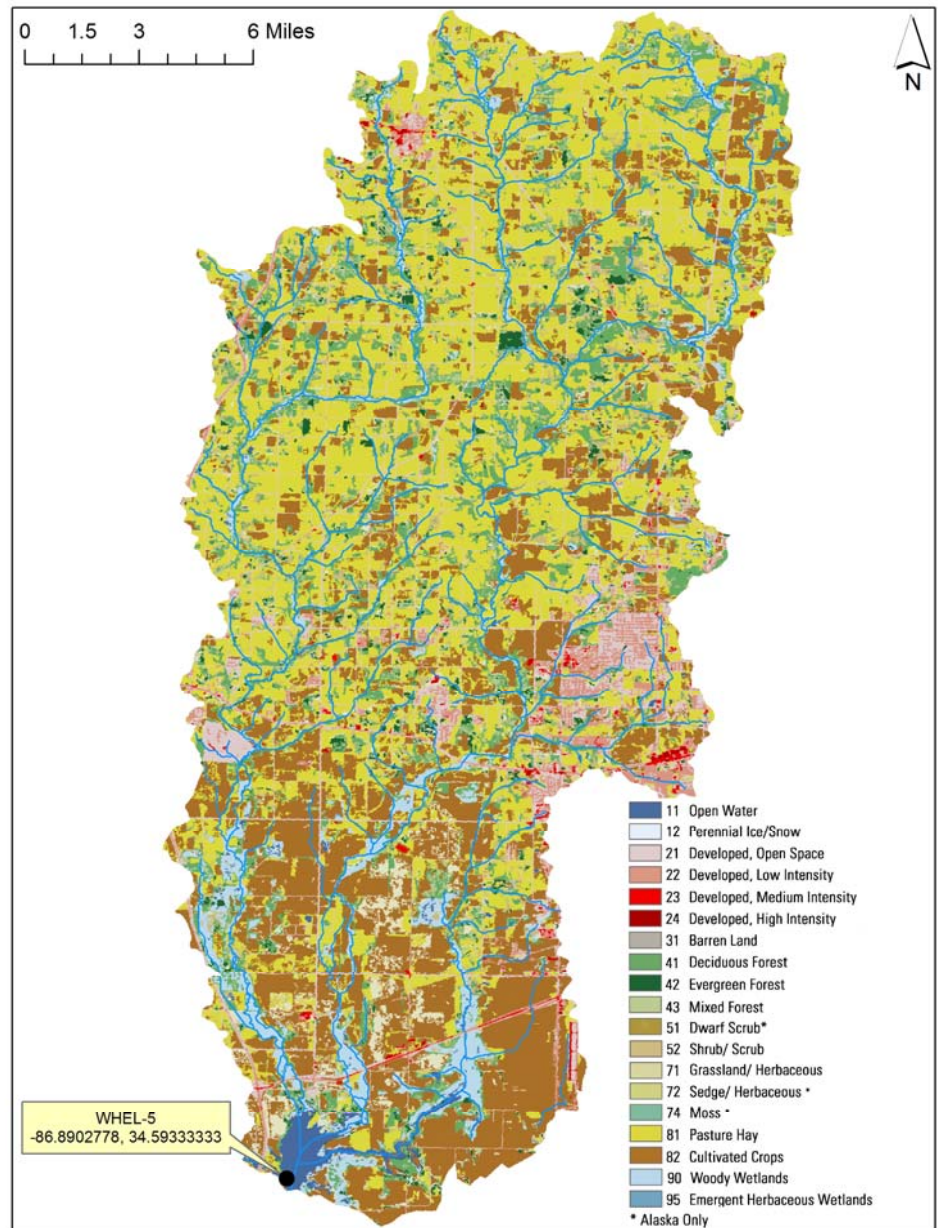 0 1.5 3 6 Miles
N
11 Open Water
12 Perennial Ice/Snow
21 Developed, Open Space
22 Developed, Low Intensity
23 Developed, Medium Intensity
24 Developed, High Intensity
31 Barren Land
41 Deciduous Forest
42 Evergreen Forest
43 Mixed Forest
51 Dwarf Scrub*
52 Shrub/ Scrub
71 Grassland/ Herbaceous
72 Sedge/ Herbaceous *
74 Moss *
81 Pasture Hay
82 Cultivated Crops
90 Woody Wetlands
95 Emergent Herbaceous Wetlands
* Alaska Only
WHEL-5
-86.8902778, 34.59333333